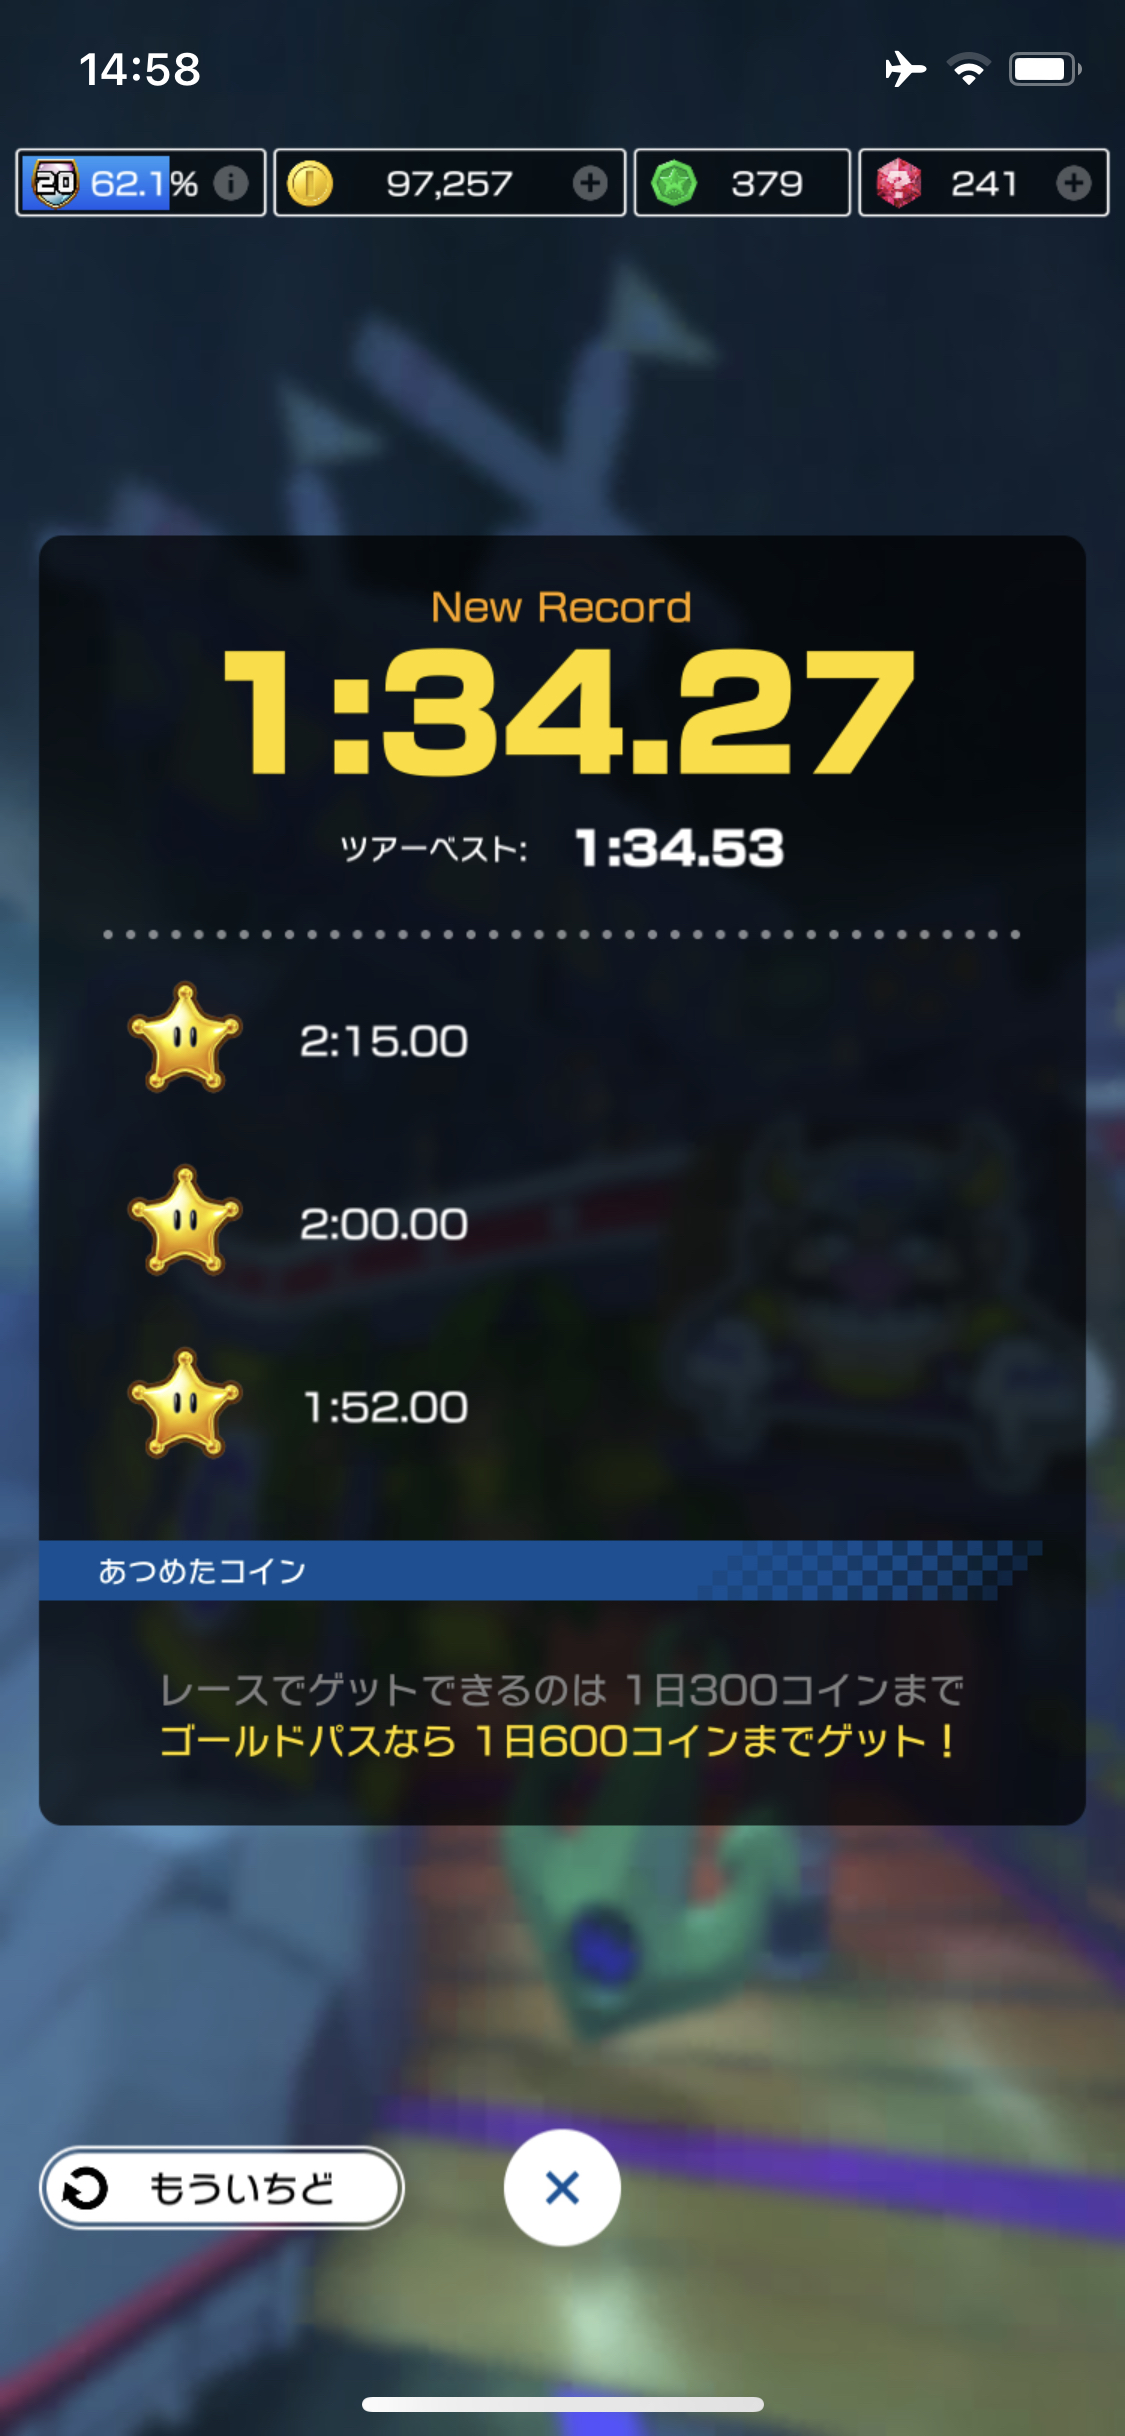 14:58
20 62.1% 97,257 379 241
New Record
1:34.27
ツアーベスト: 1:34.53
2:15.00
2:00.00
1:52.00
あつめたコイン
レースでゲットできるのは 1日300コインまで
ゴールドパスなら 1日600コインまでゲット！
もういちど